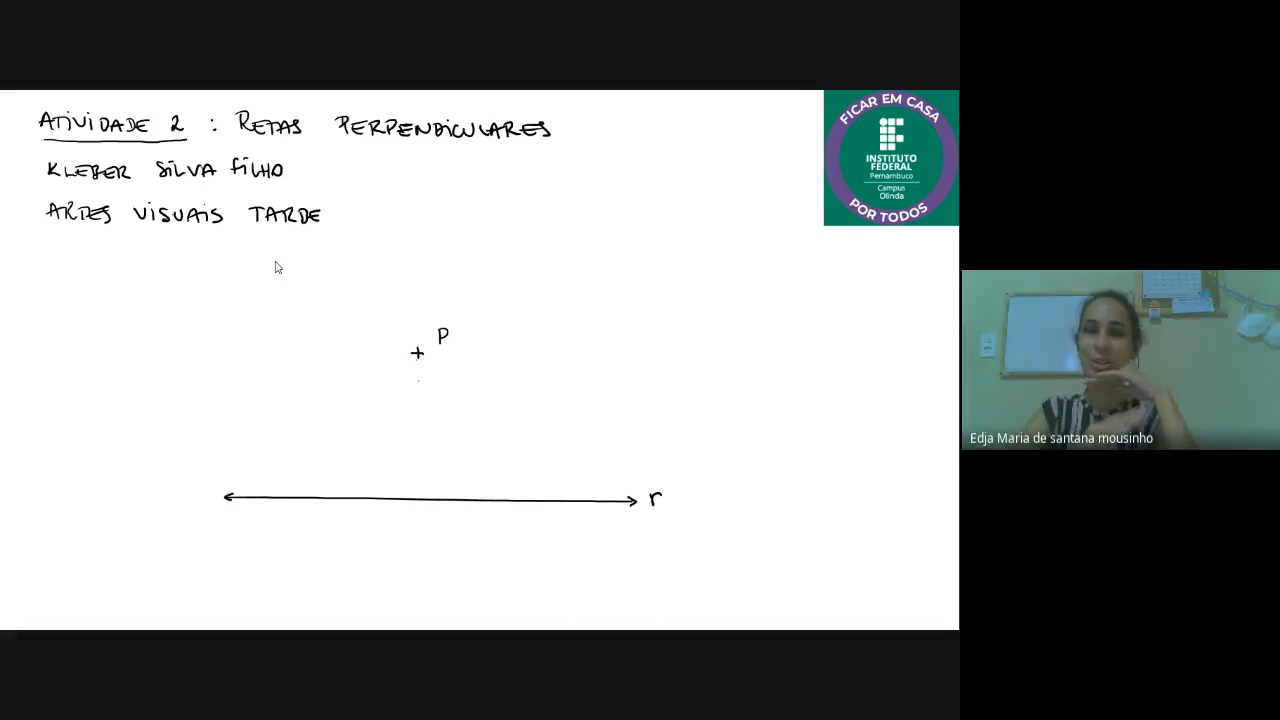 ATIVIDADE 2 : RETAS PERPENDICULARES
KLEBER SILVA FILHO
ARTES VISUAIS TARDE
P
r
FICAR EM CASA
INSTITUTO
FEDERAL
Pernambuco
Campus
Olinda
POR TODOS
Edja Maria de santana mousinho